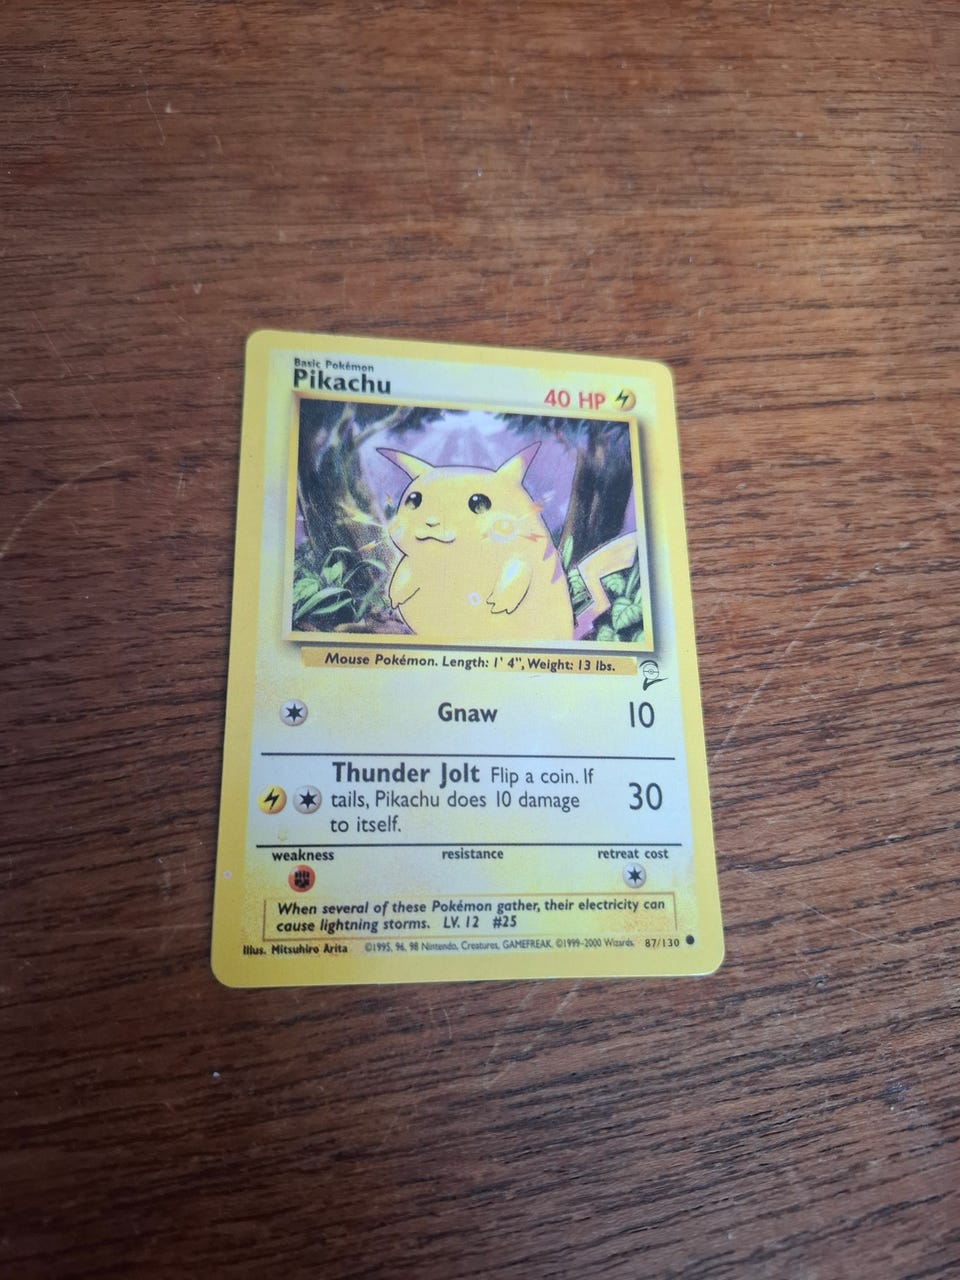 Basic Pokémon
Pikachu
40 HP
Mouse Pokémon. Length: 1' 4", Weight: 13 lbs.
Gnaw 10
Thunder Jolt Flip a coin. If
tails, Pikachu does 10 damage 30
to itself.
weakness resistance retreat cost
When several of these Pokémon gather, their electricity can
cause lightning storms. LV. 12 #25
Illus. Mitsuhiro Arita ©1995, 96, 98 Nintendo, Creatures, GAMEFREAK. ©1999-2000 Wizards. 87/130